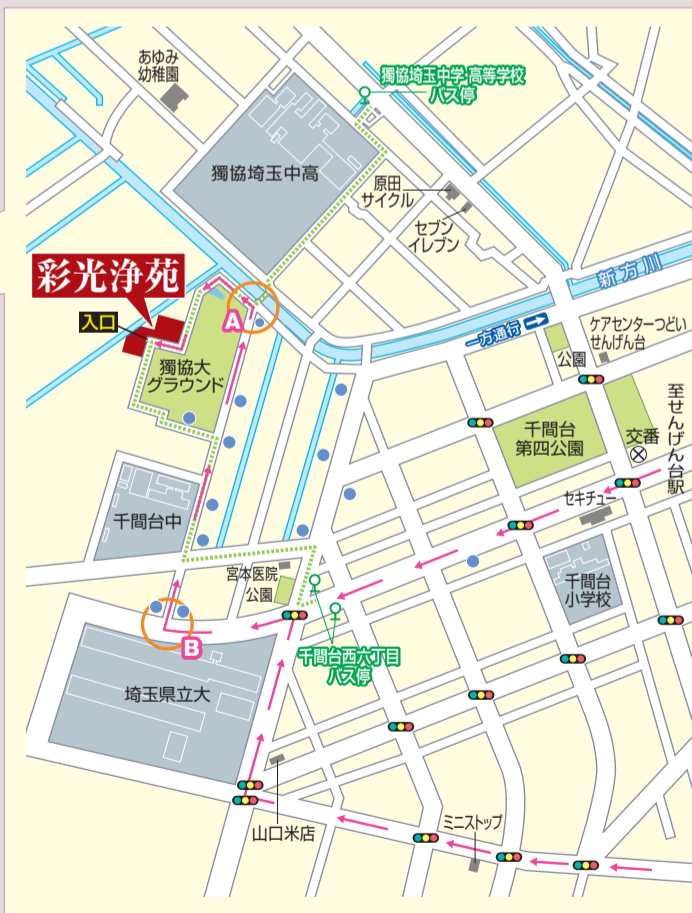 あゆみ
幼稚園
獨協埼玉中学・高等学校
バス停
獨協埼玉中高
原田
サイクル
セブン
イレブン
彩光浄苑
入口
A
新方川
一方通行
ケアセンターつどい
せんげん台
公園
獨協大
グラウンド
千間台
第四公園
交番
至せんげん台駅
セキチュー
千間台中
宮本医院
公園
千間台
小学校
B
千間台西六丁目
バス停
埼玉県立大
山口米店
ミニストップ